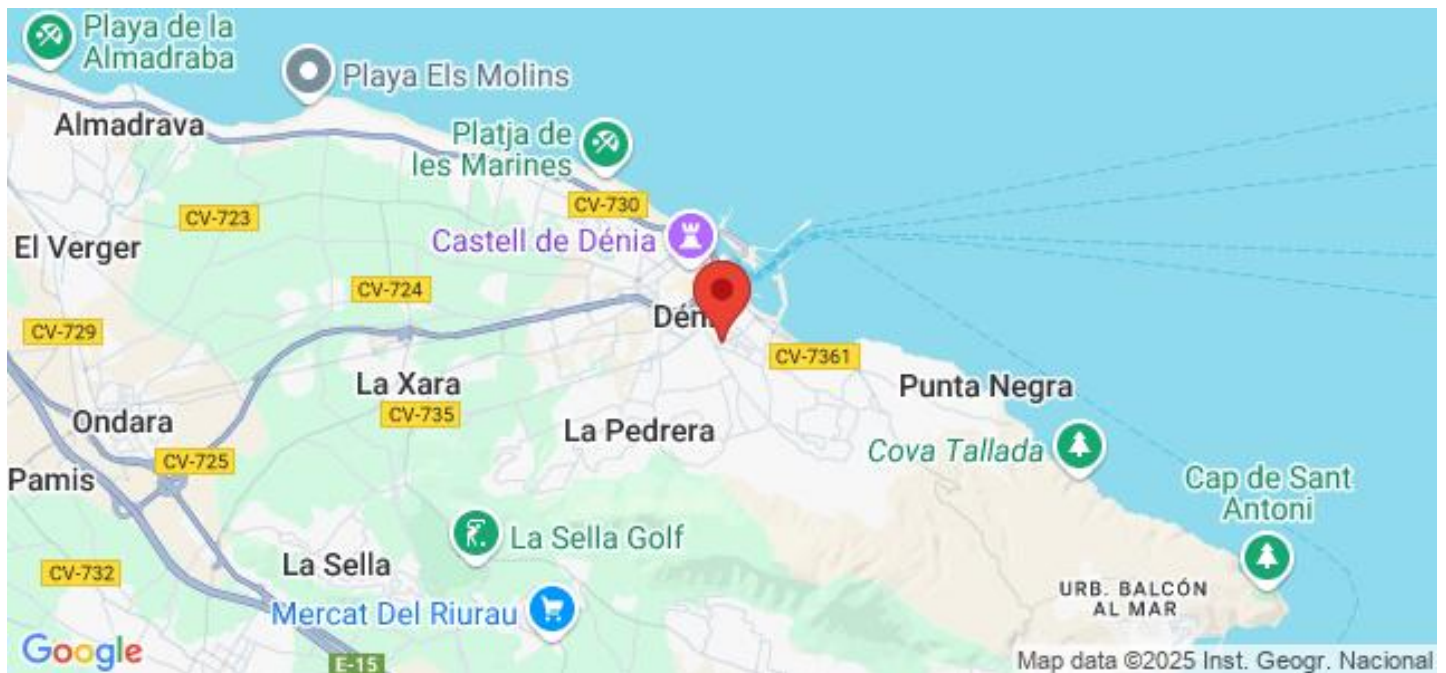 Playa de la
Almadraba
Playa Els Molins
Almadrava
Platja de
les Marines
CV-730
CV-723
Castell de Dénia
El Verger
CV-724
Déni
CV-729
CV-7361
La Xara
Punta Negra
CV-735
Ondara
La Pedrera
Cova Tallada
CV-725
Pamis
Cap de Sant
Antoni
La Sella Golf
La Sella
CV-732
URB. BALCÓN
AL MAR
Mercat Del Riurau
Google
E-15
Map data ©2025 Inst. Geogr. Nacional